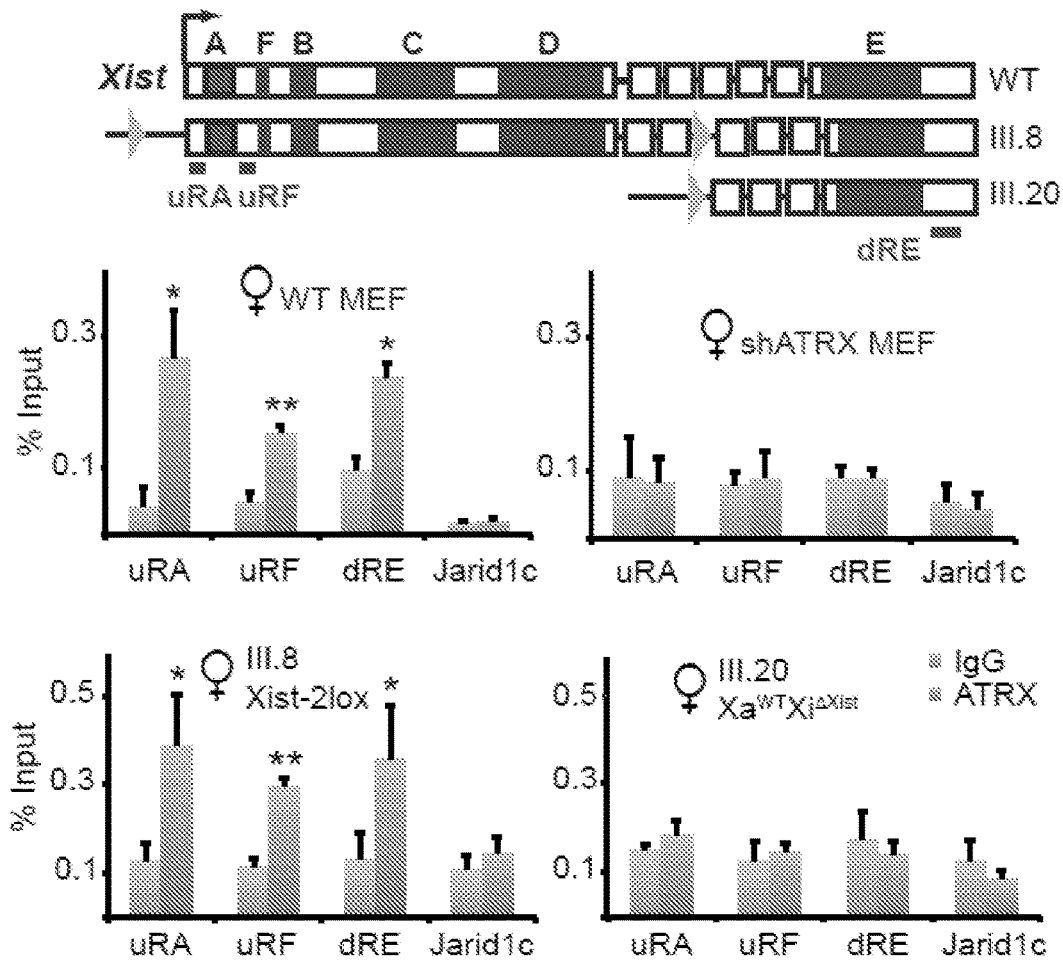 A F B C D E
Xist WT
III.8
uRA uRF III.20
dRE
♀ WT MEF
* ** *
0.3
0.1
% Input
uRA uRF dRE Jarid1c
♀ shATRX MEF
0.3
0.1
uRA uRF dRE Jarid1c
♀ III.8
Xist-2lox
* ** *
0.5
0.3
0.1
% Input
uRA uRF dRE Jarid1c
♀ III.20
Xa^WT Xi^ΔXist
IgG
ATRX
0.5
0.3
0.1
uRA uRF dRE Jarid1c